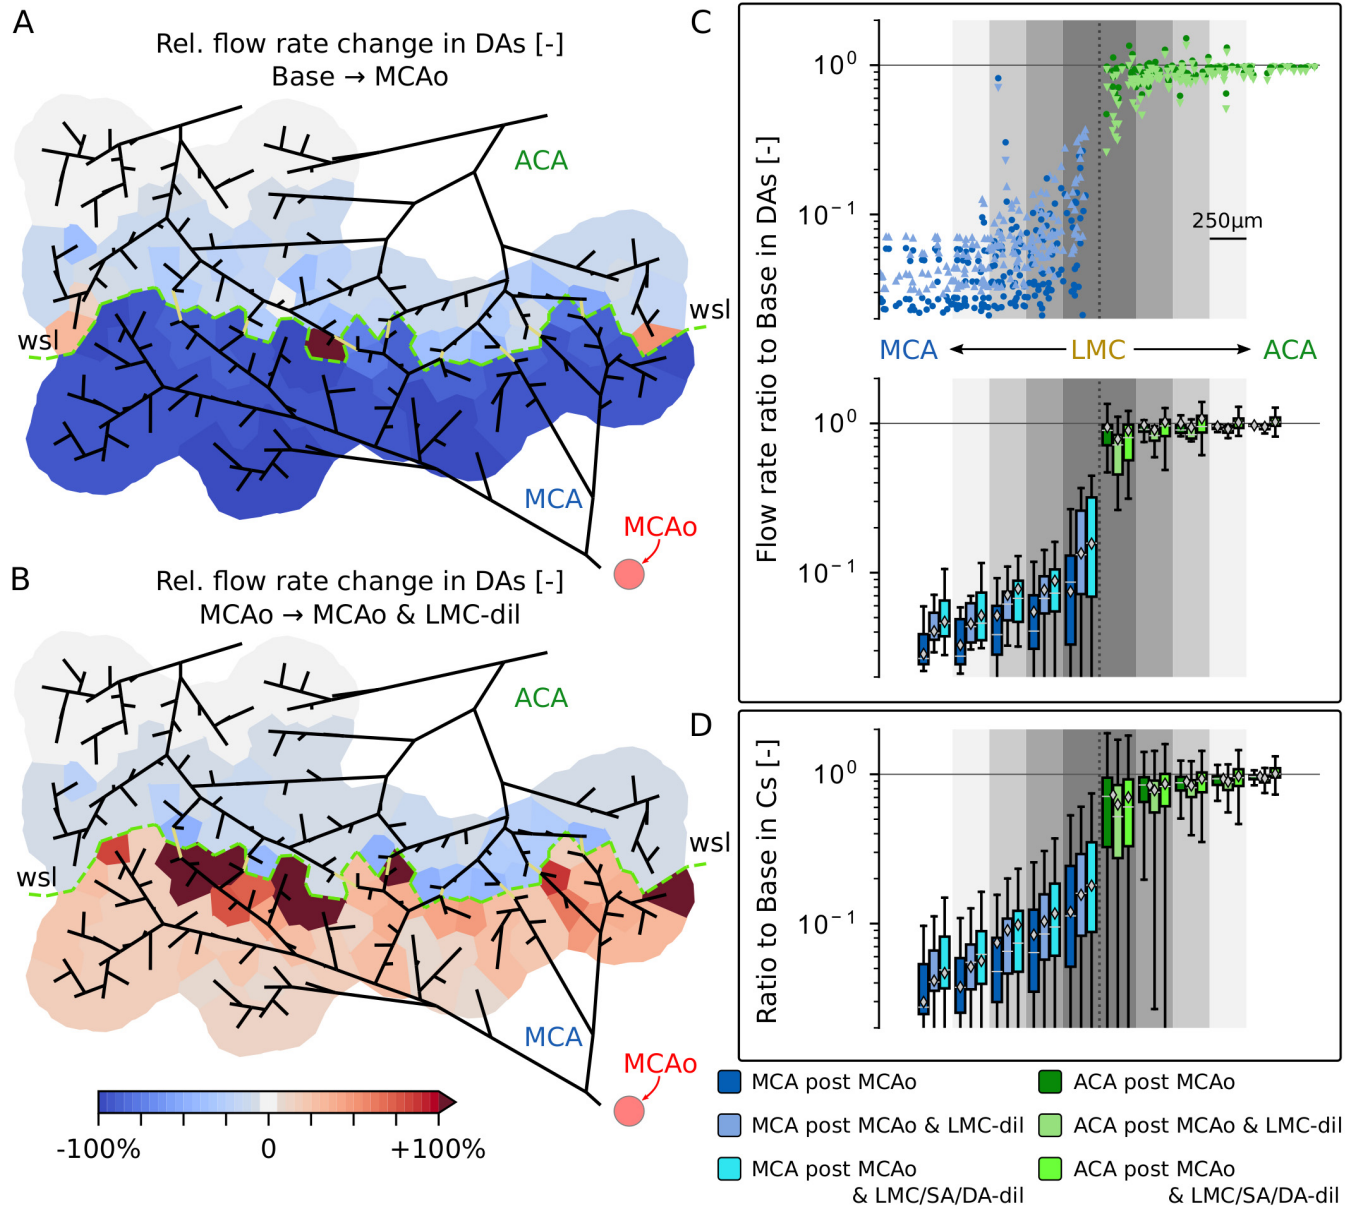 A
Rel. flow rate change in DAs [-]
Base → MCAo
ACA
wsl
wsl
MCA
MCAo
B
Rel. flow rate change in DAs [-]
MCAo → MCAo & LMC-dil
ACA
wsl
wsl
MCA
MCAo
-100%
0
+100%
C
Flow rate ratio to Base in DAs [-]
10⁰
10⁻¹
250μm
MCA
LMC
ACA
10⁰
10⁻¹
D
Ratio to Base in Cs [-]
10⁰
10⁻¹
MCA post MCAo
MCA post MCAo & LMC-dil
MCA post MCAo
& LMC/SA/DA-dil
ACA post MCAo
ACA post MCAo & LMC-dil
ACA post MCAo
& LMC/SA/DA-dil